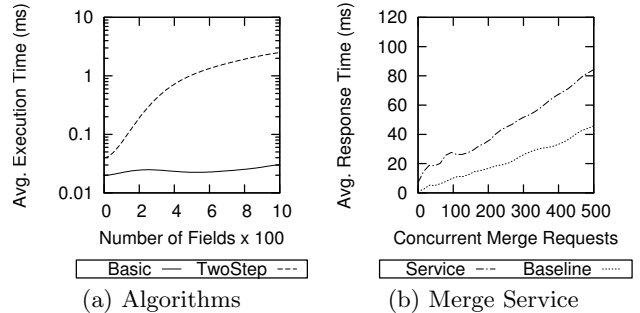 Avg. Execution Time (ms)
10
1
0.1
0.01
0 2 4 6 8 10
Number of Fields x 100
Basic TwoStep
(a) Algorithms
Avg. Response Time (ms)
120
100
80
60
40
20
0
0 100 200 300 400 500
Concurrent Merge Requests
Service Baseline
(b) Merge Service